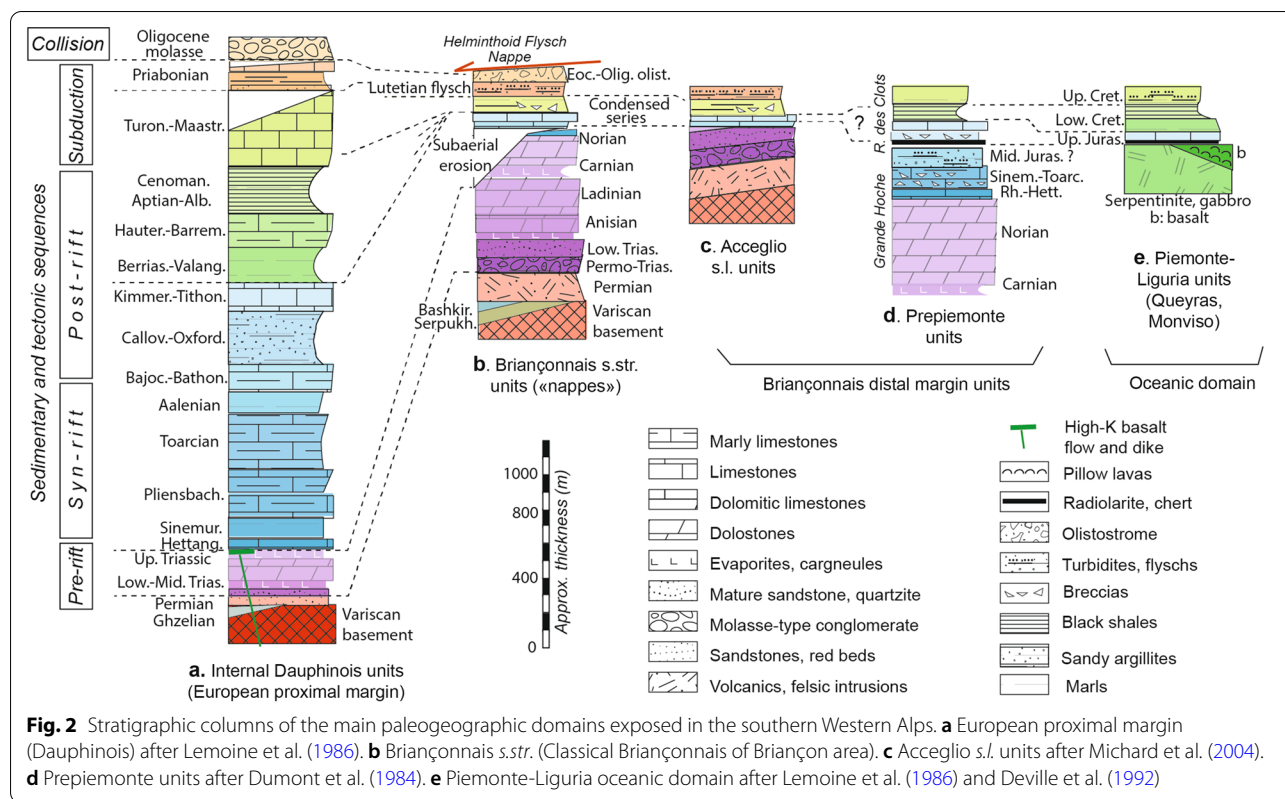 Collision
Subduction
Post-rift
Syn-rift
Pre-rift
Sedimentary and tectonic sequences
Oligocene
molasse
Priabonian
Turon.-Maastr.
Cenoman.
Aptian-Alb.
Hauter.-Barrem.
Berrias.-Valang.
Kimmer.-Tithon.
Callov.-Oxford.
Bajoc.-Bathon.
Aalenian
Toarcian
Pliensbach.
Sinemur.
Hettang.
Up. Triassic
Low.-Mid. Trias.
Permian
Ghzelian
Variscan
basement
a. Internal Dauphinois units
(European proximal margin)
Helminthoid Flysch
Nappe
Eoc.-Olig. olist.
Lutetian flysch
Condensed
series
Subaerial
erosion
Norian
Carnian
Ladinian
Anisian
Low. Trias.
Permo-Trias.
Permian
Bashkir.
Serpukh.
Variscan
basement
b. Briançonnais s.str.
units («nappes»)
c. Acceglio
s.l. units
?
R. des Clots
Grande Hoche
Mid. Juras. ?
Sinem.-Toarc.
Rh.-Hett.
Norian
Carnian
d. Prepiemonte
units
Up. Cret.
Low. Cret.
Up. Juras.
b
Serpentinite, gabbro
b: basalt
e. Piemonte-
Liguria units
(Queyras,
Monviso)
Briançonnais distal margin units
Oceanic domain
1000
800
400
0
Approx. thickness (m)
Marly limestones
Limestones
Dolomitic limestones
Dolostones
Evaporites, cargneules
Mature sandstone, quartzite
Molasse-type conglomerate
Sandstones, red beds
Volcanics, felsic intrusions
High-K basalt
flow and dike
Pillow lavas
Radiolarite, chert
Olistostrome
Turbidites, flyschs
Breccias
Black shales
Sandy argillites
Marls
Fig. 2 Stratigraphic columns of the main paleogeographic domains exposed in the southern Western Alps. a European proximal margin
(Dauphinois) after Lemoine et al. (1986). b Briançonnais s.str. (Classical Briançonnais of Briançon area). c Acceglio s.l. units after Michard et al. (2004).
d Prepiemonte units after Dumont et al. (1984). e Piemonte-Liguria oceanic domain after Lemoine et al. (1986) and Deville et al. (1992)